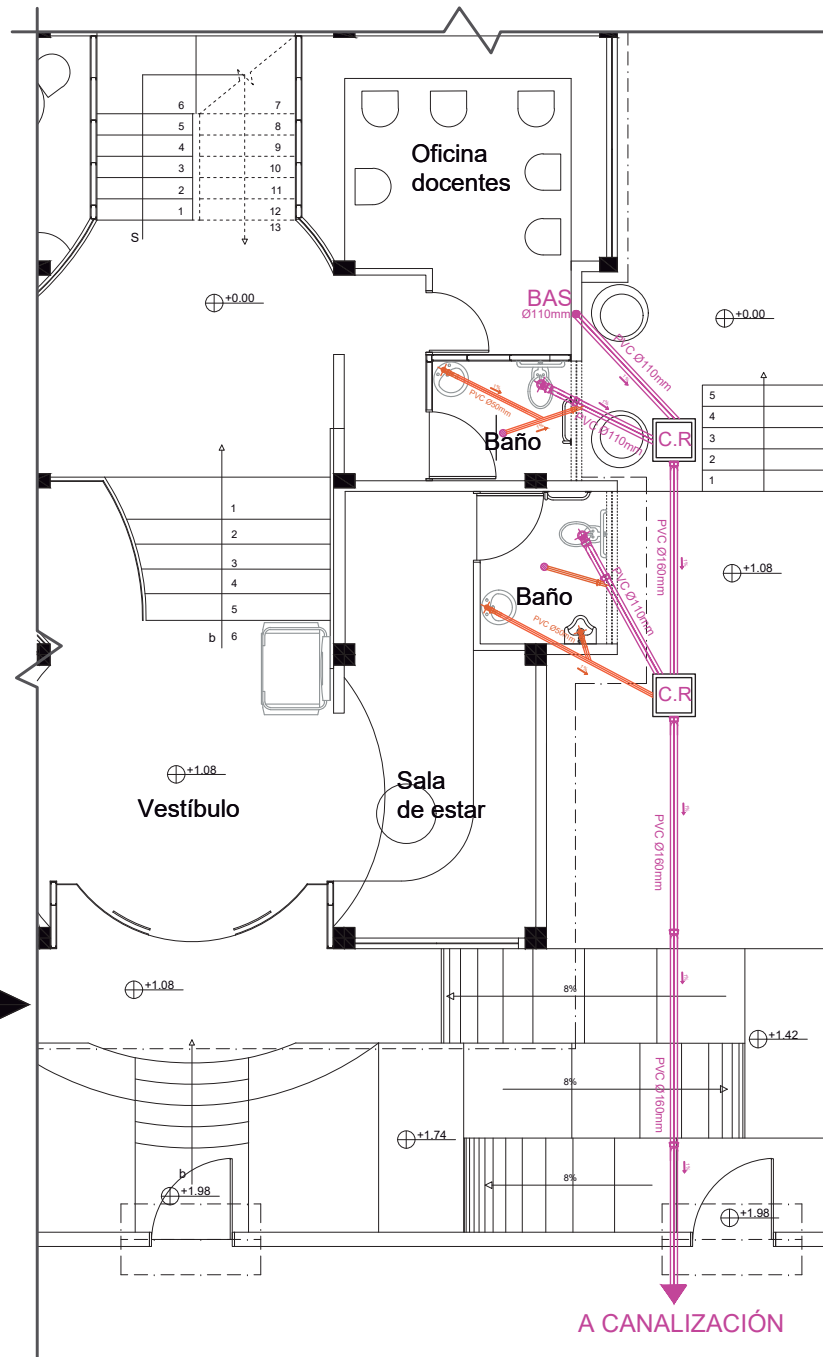 6
7
5
8
4
9
3
10
2
11
1
12
13
S
Oficina
docentes
+0.00
BAS
Ø110mm
+0.00
PVC Ø110mm
PVC Ø50mm
PVC Ø110mm
Baño
C.R
5
4
3
2
1
1
2
3
4
5
b
6
PVC Ø160mm
+1.08
PVC Ø110mm
Baño
PVC Ø50mm
C.R
+1.08
Vestíbulo
Sala
de estar
PVC Ø160mm
+1.08
8%
+1.42
8%
PVC Ø160mm
+1.74
8%
b
+1.98
+1.98
A CANALIZACIÓN